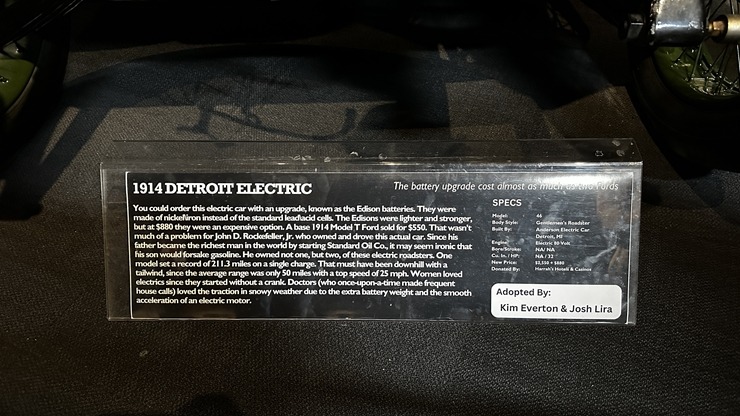 1914 DETROIT ELECTRIC
The battery upgrade cost almost as much as two Fords
You could order this electric car with an upgrade, known as the Edison batteries. They were
made of nickel/iron instead of the standard lead/acid cells. The Edisons were lighter and stronger,
but at $880 they were an expensive option. A base 1914 Model T Ford sold for $550. That wasn't
much of a problem for John D. Rockefeller, Jr. who owned and drove this actual car. Since his
father became the richest man in the world by starting Standard Oil Co., it may seem ironic that
his son would forsake gasoline. He owned not one, but two, of these electric roadsters. One
model set a record of 211.3 miles on a single charge. That must have been downhill with a
tailwind, since the average range was only 50 miles with a top speed of 25 mph. Women loved
electrics since they started without a crank. Doctors (who once-upon-a-time made frequent
house calls) loved the traction in snowy weather due to the extra battery weight and the smooth
acceleration of an electric motor.
SPECS
Model: 46
Body Style: Gentlemen's Roadster
Built By: Anderson Electric Car
Detroit, MI
Engine: Electric 80 Volt
Bore/Stroke: NA/ NA
Cu. In. / HP: NA / 32
New Price: $2,550 + $880
Donated By: Harrah's Hotels & Casinos
Adopted By:
Kim Everton & Josh Lira